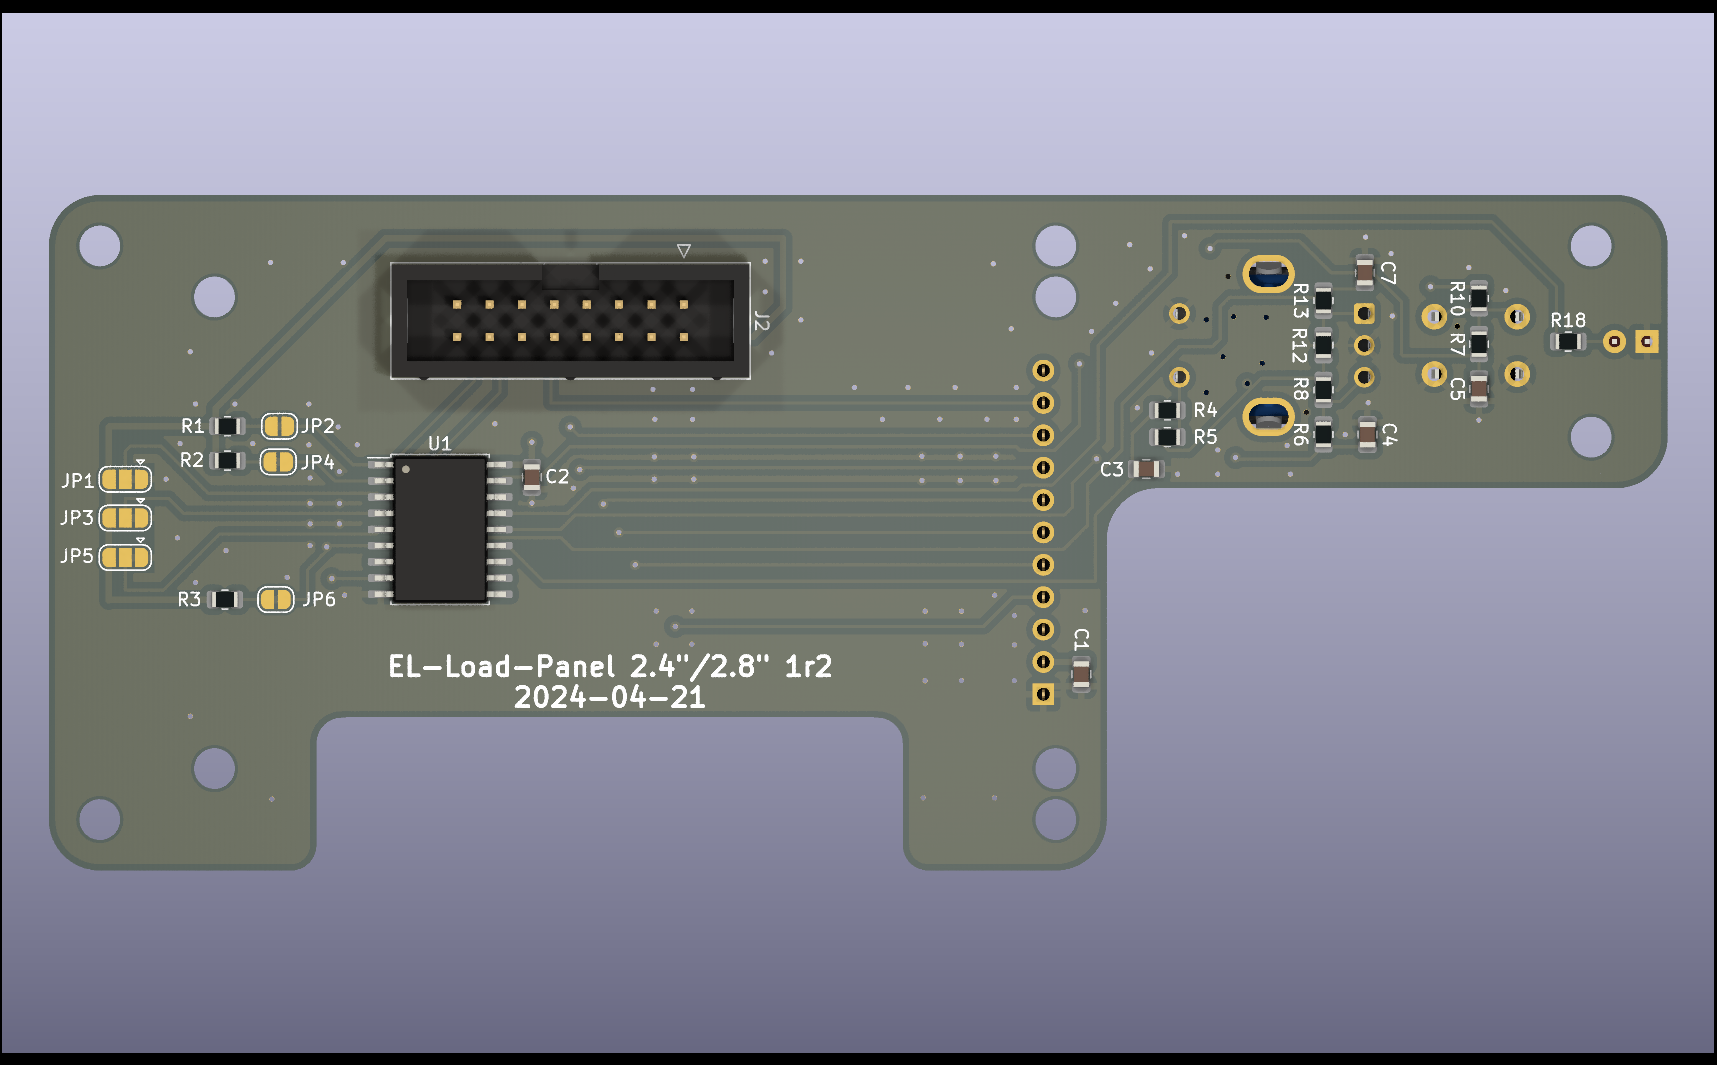 C7
R13
R10
J2
R18
R12
R7
C5
R8
R4
R1
JP2
R6
C4
R5
U1
R2
JP4
C3
C2
JP1
JP3
JP5
R3
JP6
C1
EL-Load-Panel 2.4"/2.8" 1r2
2024-04-21